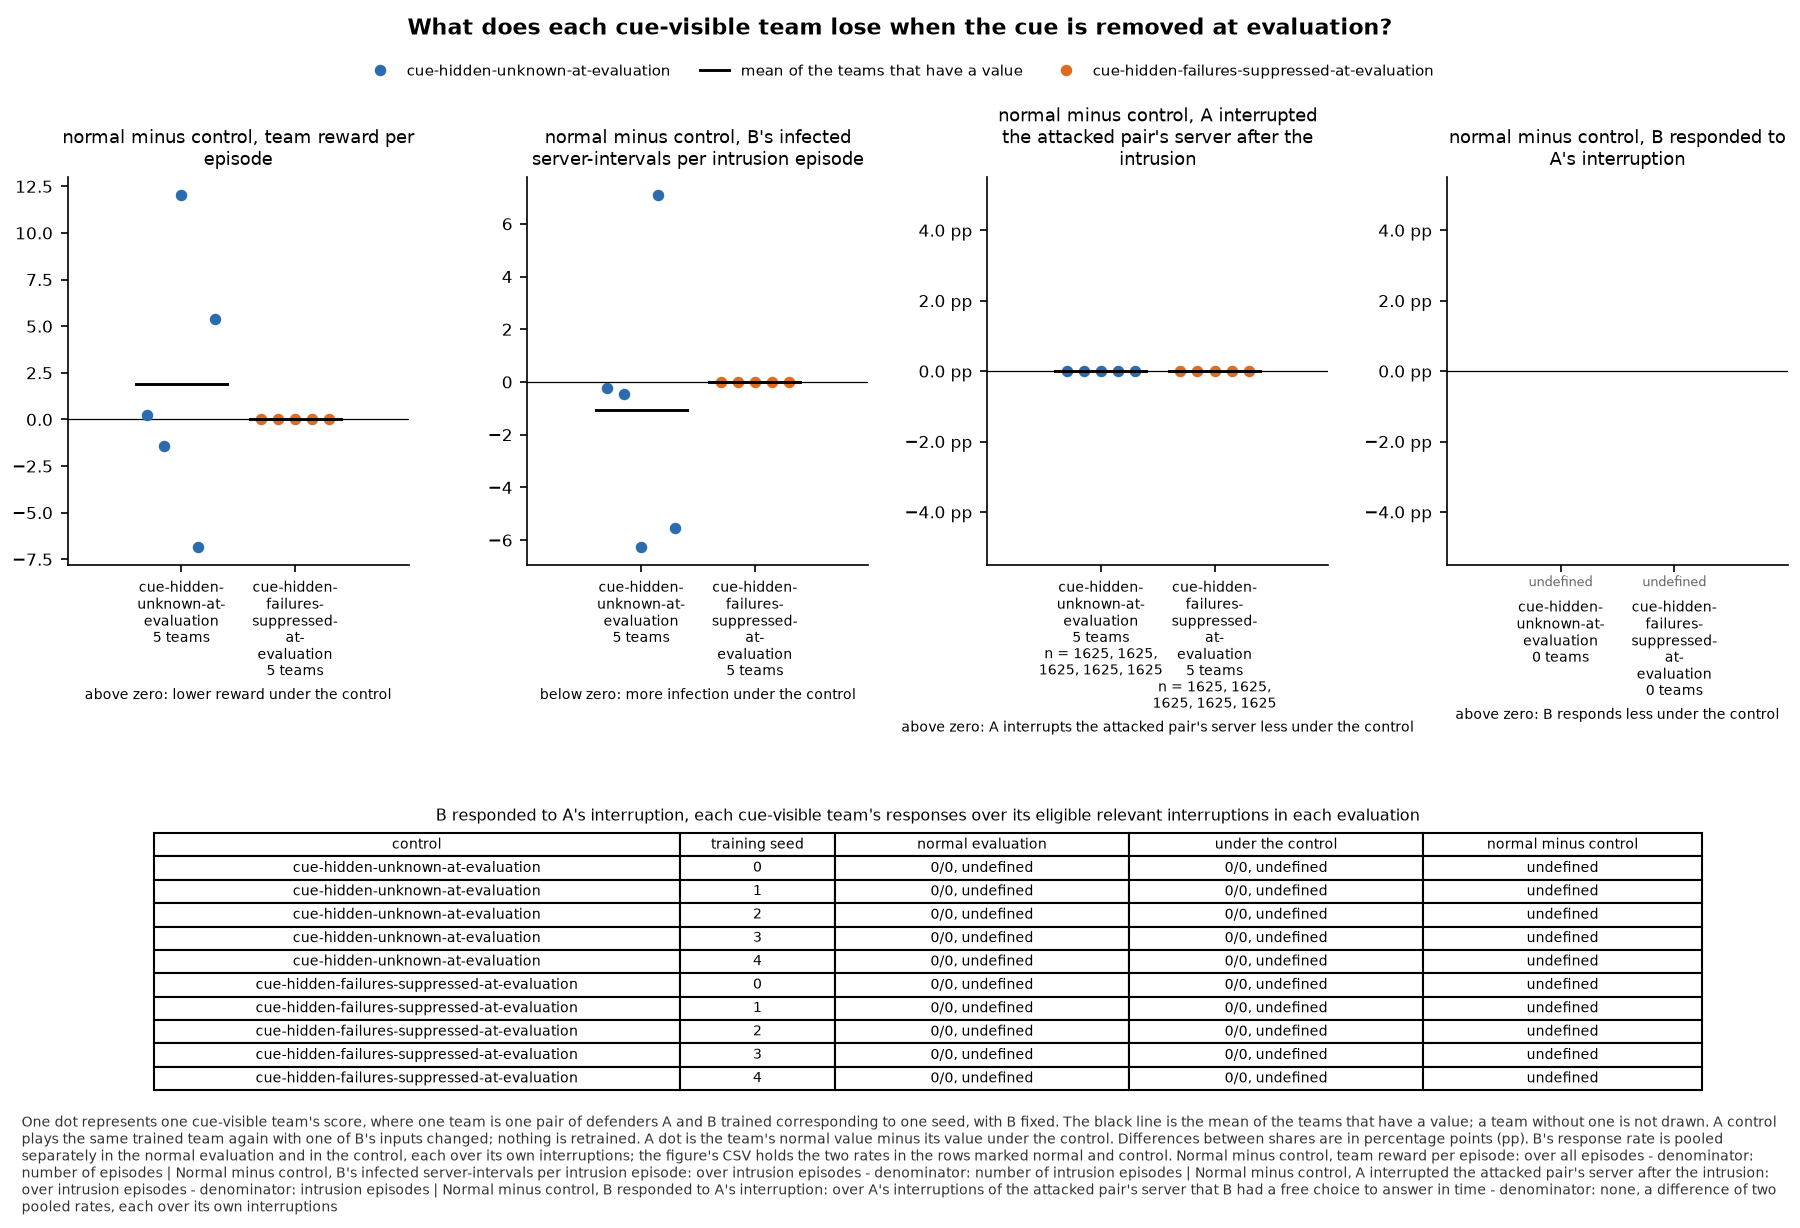 What does each cue-visible team lose when the cue is removed at evaluation?
cue-hidden-unknown-at-evaluation
mean of the teams that have a value
cue-hidden-failures-suppressed-at-evaluation
normal minus control, team reward per
episode
12.5
10.0
7.5
5.0
2.5
0.0
−2.5
−5.0
−7.5
cue-hidden-
unknown-at-
evaluation
5 teams
cue-hidden-
failures-
suppressed-
at-
evaluation
5 teams
above zero: lower reward under the control
normal minus control, B's infected
server-intervals per intrusion episode
6
4
2
0
−2
−4
−6
cue-hidden-
unknown-at-
evaluation
5 teams
cue-hidden-
failures-
suppressed-
at-
evaluation
5 teams
below zero: more infection under the control
normal minus control, A interrupted
the attacked pair's server after the
intrusion
4.0 pp
2.0 pp
0.0 pp
−2.0 pp
−4.0 pp
cue-hidden-
unknown-at-
evaluation
5 teams
n = 1625, 1625,
1625, 1625, 1625
cue-hidden-
failures-
suppressed-
at-
evaluation
5 teams
n = 1625, 1625,
1625, 1625, 1625
above zero: A interrupts the attacked pair's server less under the control
normal minus control, B responded to
A's interruption
4.0 pp
2.0 pp
0.0 pp
−2.0 pp
−4.0 pp
undefined
cue-hidden-
unknown-at-
evaluation
0 teams
undefined
cue-hidden-
failures-
suppressed-
at-
evaluation
0 teams
above zero: B responds less under the control
B responded to A's interruption, each cue-visible team's responses over its eligible relevant interruptions in each evaluation
control training seed normal evaluation under the control normal minus control
cue-hidden-unknown-at-evaluation 0 0/0, undefined 0/0, undefined undefined
cue-hidden-unknown-at-evaluation 1 0/0, undefined 0/0, undefined undefined
cue-hidden-unknown-at-evaluation 2 0/0, undefined 0/0, undefined undefined
cue-hidden-unknown-at-evaluation 3 0/0, undefined 0/0, undefined undefined
cue-hidden-unknown-at-evaluation 4 0/0, undefined 0/0, undefined undefined
cue-hidden-failures-suppressed-at-evaluation 0 0/0, undefined 0/0, undefined undefined
cue-hidden-failures-suppressed-at-evaluation 1 0/0, undefined 0/0, undefined undefined
cue-hidden-failures-suppressed-at-evaluation 2 0/0, undefined 0/0, undefined undefined
cue-hidden-failures-suppressed-at-evaluation 3 0/0, undefined 0/0, undefined undefined
cue-hidden-failures-suppressed-at-evaluation 4 0/0, undefined 0/0, undefined undefined
One dot represents one cue-visible team's score, where one team is one pair of defenders A and B trained corresponding to one seed, with B fixed. The black line is the mean of the teams that have a value; a team without one is not drawn. A control
plays the same trained team again with one of B's inputs changed; nothing is retrained. A dot is the team's normal value minus its value under the control. Differences between shares are in percentage points (pp). B's response rate is pooled
separately in the normal evaluation and in the control, each over its own interruptions; the figure's CSV holds the two rates in the rows marked normal and control. Normal minus control, team reward per episode: over all episodes - denominator:
number of episodes | Normal minus control, B's infected server-intervals per intrusion episode: over intrusion episodes - denominator: number of intrusion episodes | Normal minus control, A interrupted the attacked pair's server after the intrusion:
over intrusion episodes - denominator: intrusion episodes | Normal minus control, B responded to A's interruption: over A's interruptions of the attacked pair's server that B had a free choice to answer in time - denominator: none, a difference of two
pooled rates, each over its own interruptions